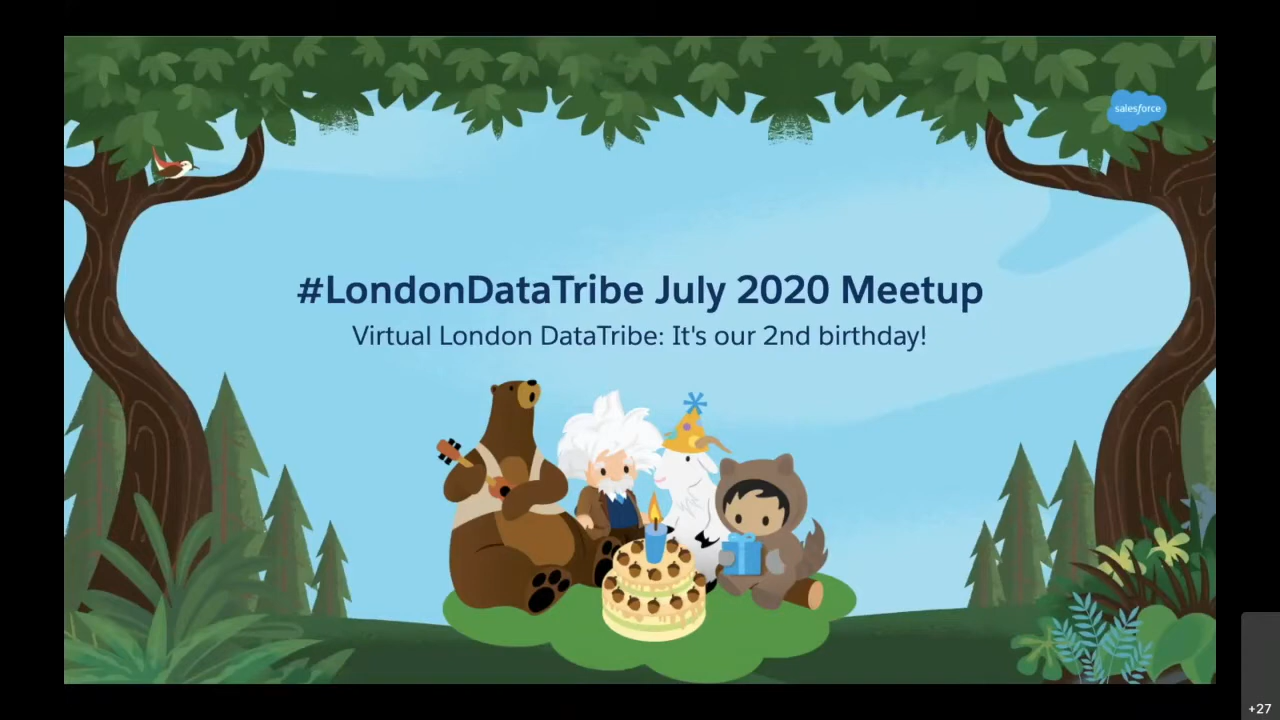 salesforce
#LondonDataTribe July 2020 Meetup
Virtual London DataTribe: It's our 2nd birthday!
+27